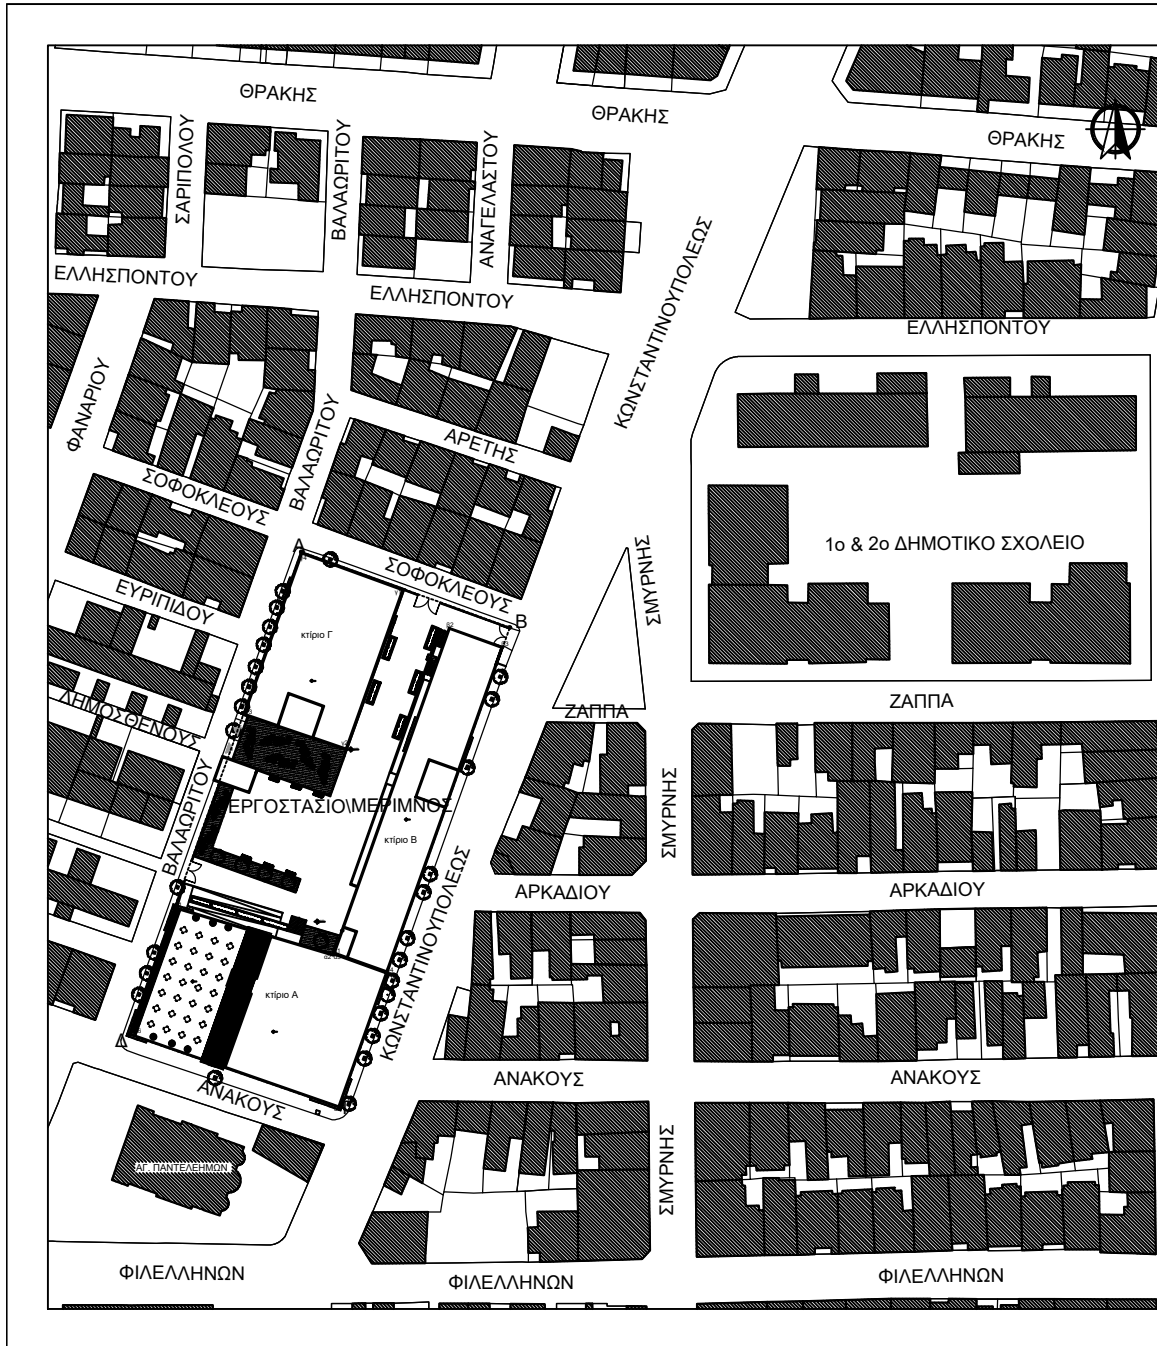 ΘΡΑΚΗΣ
ΘΡΑΚΗΣ
ΘΡΑΚΗΣ
ΣΑΡΙΠΟΛΟΥ
ΒΑΛΑΩΡΙΤΟΥ
ΑΝΑΓΕΛΑΣΤΟΥ
ΚΩΝΣΤΑΝΤΙΝΟΥΠΟΛΕΩΣ
ΕΛΛΗΣΠΟΝΤΟΥ
ΕΛΛΗΣΠΟΝΤΟΥ
ΕΛΛΗΣΠΟΝΤΟΥ
ΦΑΝΑΡΙΟΥ
ΒΑΛΑΩΡΙΤΟΥ
ΑΡΕΤΗΣ
ΣΟΦΟΚΛΕΟΥΣ
ΣΟΦΟΚΛΕΟΥΣ
ΣΜΥΡΝΗΣ
1ο & 2ο ΔΗΜΟΤΙΚΟ ΣΧΟΛΕΙΟ
Α
Β
ΕΥΡΙΠΙΔΟΥ
κτίριο Γ
ΔΗΜΟΣΘΕΝΟΥΣ
ΖΑΠΠΑ
ΖΑΠΠΑ
ΒΑΛΑΩΡΙΤΟΥ
ΕΡΓΟΣΤΑΣΙΟ\ΜΕΡΙΜΝΟΣ
κτίριο Β
ΣΜΥΡΝΗΣ
ΑΡΚΑΔΙΟΥ
ΑΡΚΑΔΙΟΥ
ΚΩΝΣΤΑΝΤΙΝΟΥΠΟΛΕΩΣ
κτίριο Α
Δ
ΑΝΑΚΟΥΣ
ΑΝΑΚΟΥΣ
ΑΝΑΚΟΥΣ
ΑΓ. ΠΑΝΤΕΛΕΗΜΩΝ
ΣΜΥΡΝΗΣ
ΦΙΛΕΛΛΗΝΩΝ
ΦΙΛΕΛΛΗΝΩΝ
ΦΙΛΕΛΛΗΝΩΝ